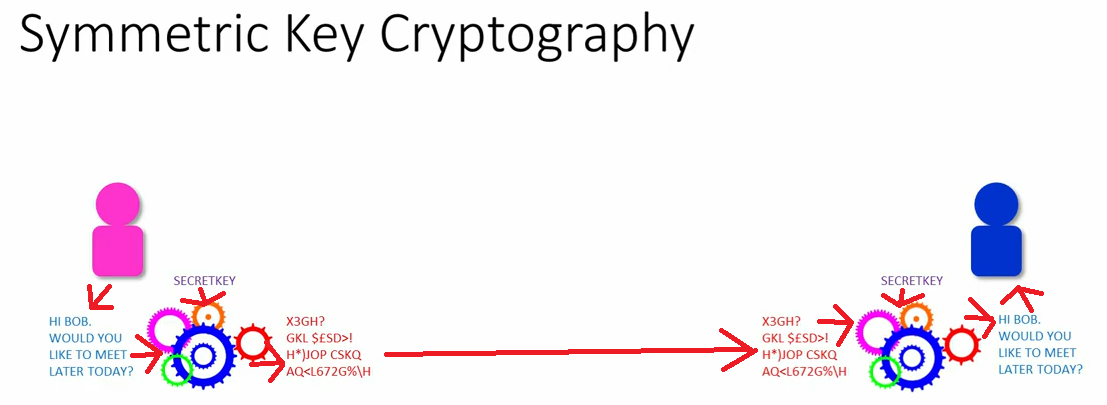 Symmetric Key Cryptography
SECRETKEY
HI BOB.
WOULD YOU
LIKE TO MEET
LATER TODAY?
X3GH?
GKL $£SD>!
H*)JOP CSKQ
AQ<L672G%\H
X3GH?
GKL $£SD>!
H*)JOP CSKQ
AQ<L672G%\H
SECRETKEY
HI BOB.
WOULD YOU
LIKE TO MEET
LATER TODAY?